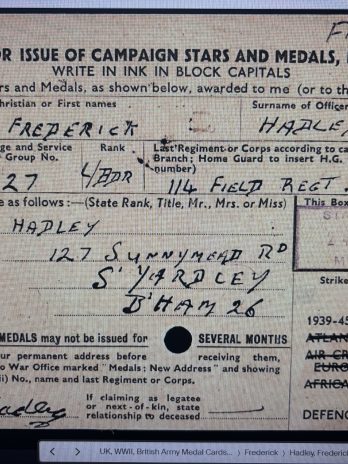 OR ISSUE OF CAMPAIGN STARS AND MEDALS,
WRITE IN INK IN BLOCK CAPITALS
rs and Medals, as shown below, awarded to me (or to th
hristian or First names Surname of Officer
FREDERICK HADLE
ge and Service Group No. Rank Last Regiment or Corps according to ca
Branch; Home Guard to insert H.G.
number)
27 L/BDR 114 FIELD REGT.
e as follows :—(State Rank, Title, Mr., Mrs. or Miss) This Box
HADLEY
127 SUNNYMEAD RD
S' YARDLEY
B'HAM 26
Strike
1939-45
ATLAN
AIR CR
EURO
AFRICA
DEFENC
MEDALS may not be issued for SEVERAL MONTHS
ur permanent address before receiving them,
o War Office marked "Medals; New Address" and showing
ii) No., name and last Regiment or Corps.
If claiming as legatee
or next-of-kin, state
relationship to deceased
adley
UK, WWII, British Army Medal Cards... Frederick Hadley, Frederic